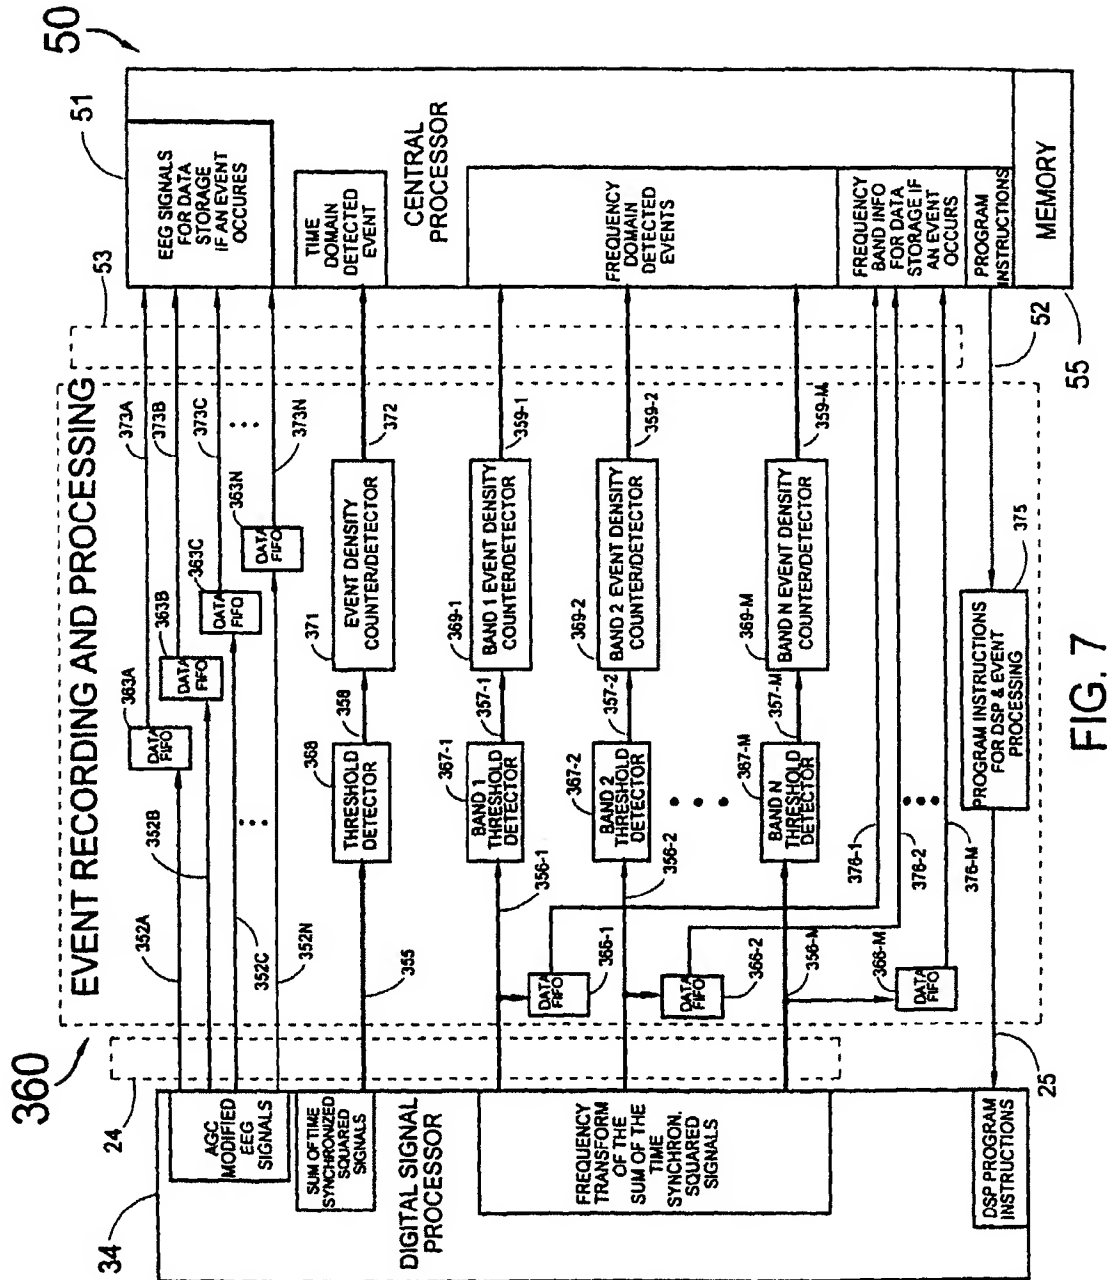 FIG. 7
360
EVENT RECORDING AND PROCESSING
50
34
24
53
51
DIGITAL SIGNAL
PROCESSOR
AGC
MODIFIED
EEG
SIGNALS
SUM OF TIME
SYNCHRONIZED
SQUARED
SIGNALS
FREQUENCY
TRANSFORM
OF THE
SUM OF THE
TIME
SYNCHRON.
SQUARED
SIGNALS
DSP PROGRAM
INSTRUCTIONS
25
352A
352B
352C
352N
363A
DATA
FIFO
363B
DATA
FIFO
363C
DATA
FIFO
363N
DATA
FIFO
373A
373B
373C
373N
355
368
THRESHOLD
DETECTOR
358
371
EVENT DENSITY
COUNTER/DETECTOR
372
356-1
367-1
BAND 1
THRESHOLD
DETECTOR
357-1
369-1
BAND 1 EVENT DENSITY
COUNTER/DETECTOR
359-1
356-2
367-2
BAND 2
THRESHOLD
DETECTOR
357-2
369-2
BAND 2 EVENT DENSITY
COUNTER/DETECTOR
359-2
356-M
367-M
BAND N
THRESHOLD
DETECTOR
357-M
369-M
BAND N EVENT DENSITY
COUNTER/DETECTOR
359-M
DATA
FIFO
366-1
DATA
FIFO
366-2
366-M
DATA
FIFO
376-1
376-2
376-M
PROGRAM INSTRUCTIONS
FOR DSP & EVENT
PROCESSING
375
52
EEG SIGNALS
FOR DATA
STORAGE
IF AN EVENT
OCCURES
TIME
DOMAIN
DETECTED
EVENT
CENTRAL
PROCESSOR
FREQUENCY
DOMAIN
DETECTED
EVENTS
FREQUENCY
BAND INFO
FOR DATA
STORAGE IF
AN EVENT
OCCURS
PROGRAM
INSTRUCTIONS
MEMORY
55